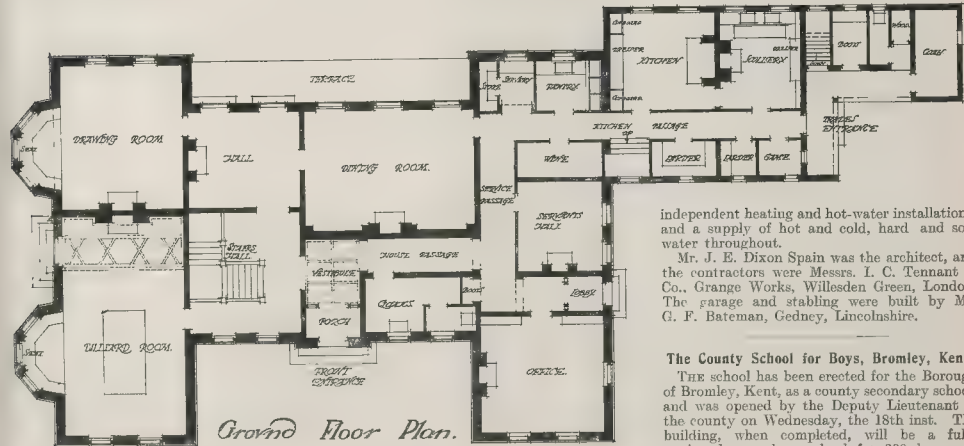 TERRACE
DRAWING ROOM
HALL
DINING ROOM.
SEAT
STAIRS
HALL
BILLIARD ROOM.
SEAT
VESTIBULE
PORCH
FRONT
ENTRANCE
HOUSE PASSAGE
CLOAKS
SERVICE
PASSAGE
STORE
PANTRY
KITCHEN
SCULLERY
KITCHEN PASSAGE
UP
WINE
LARDER
LARDER
GAME
SERVANTS
HALL
LOBBY
OFFICE.
BOOTS
TRADES
ENTRANCE
Ground Floor Plan.
independent heating and hot-water installation
and a supply of hot and cold, hard and so
water throughout.
Mr. J. E. Dixon Spain was the architect, an
the contractors were Messrs. I. C. Tennant
Co., Grange Works, Willesden Green, Londo
The garage and stabling were built by M
G. F. Bateman, Gedney, Lincolnshire.
The County School for Boys, Bromley, Ken
THE school has been erected for the Boroug
of Bromley, Kent, as a county secondary schoo
and was opened by the Deputy Lieutenant
the county on Wednesday, the 18th inst. T
building, when completed, will be a ful